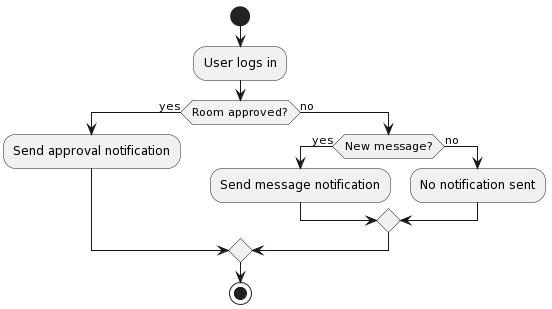 User logs in
yes
Room approved?
no
Send approval notification
yes
New message?
no
Send message notification
No notification sent